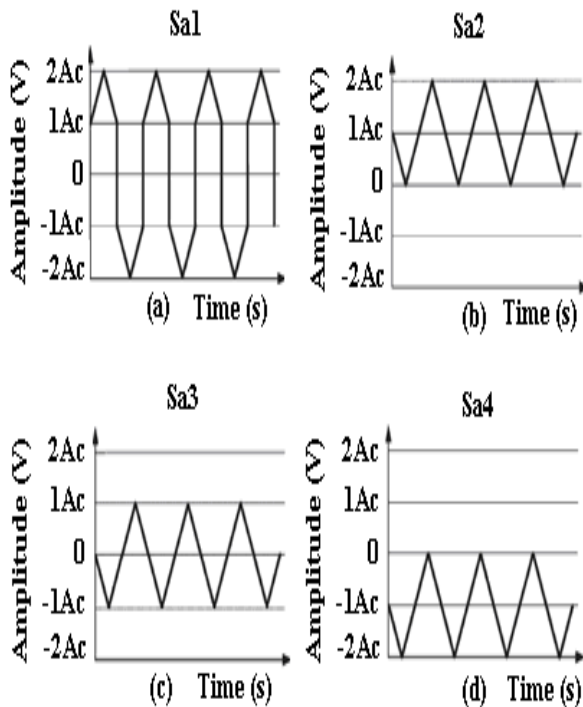 Sa1
Amplitude (V)
2Ac
1Ac
0
-1Ac
-2Ac
(a) Time (s)
Sa2
Amplitude (V)
2Ac
1Ac
0
-1Ac
-2Ac
(b) Time (s)
Sa3
Amplitude (V)
2Ac
1Ac
0
-1Ac
-2Ac
(c) Time (s)
Sa4
Amplitude (V)
2Ac
1Ac
0
-1Ac
-2Ac
(d) Time (s)